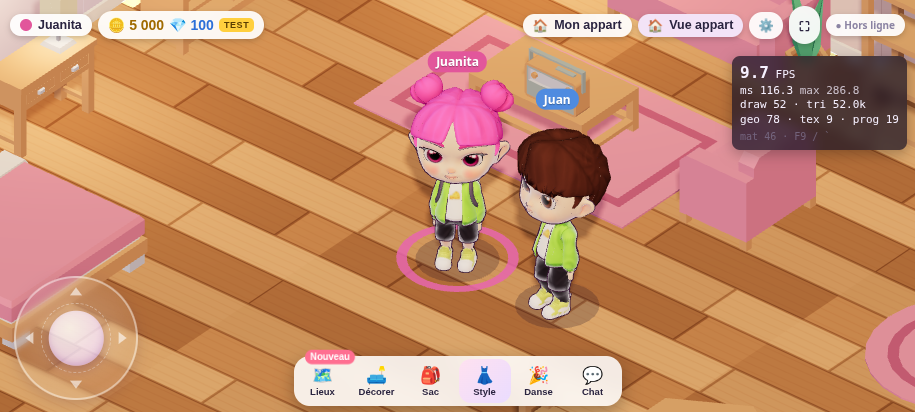 Juanita
5 000
100
TEST
Mon appart
Vue appart
Hors ligne
9.7 FPS
ms 116.3 max 286.8
draw 52 · tri 52.0k
geo 78 · tex 9 · prog 19
mat 46 · F9 / `
Juanita
Juan
Nouveau
Lieux
Décorer
Sac
Style
Danse
Chat